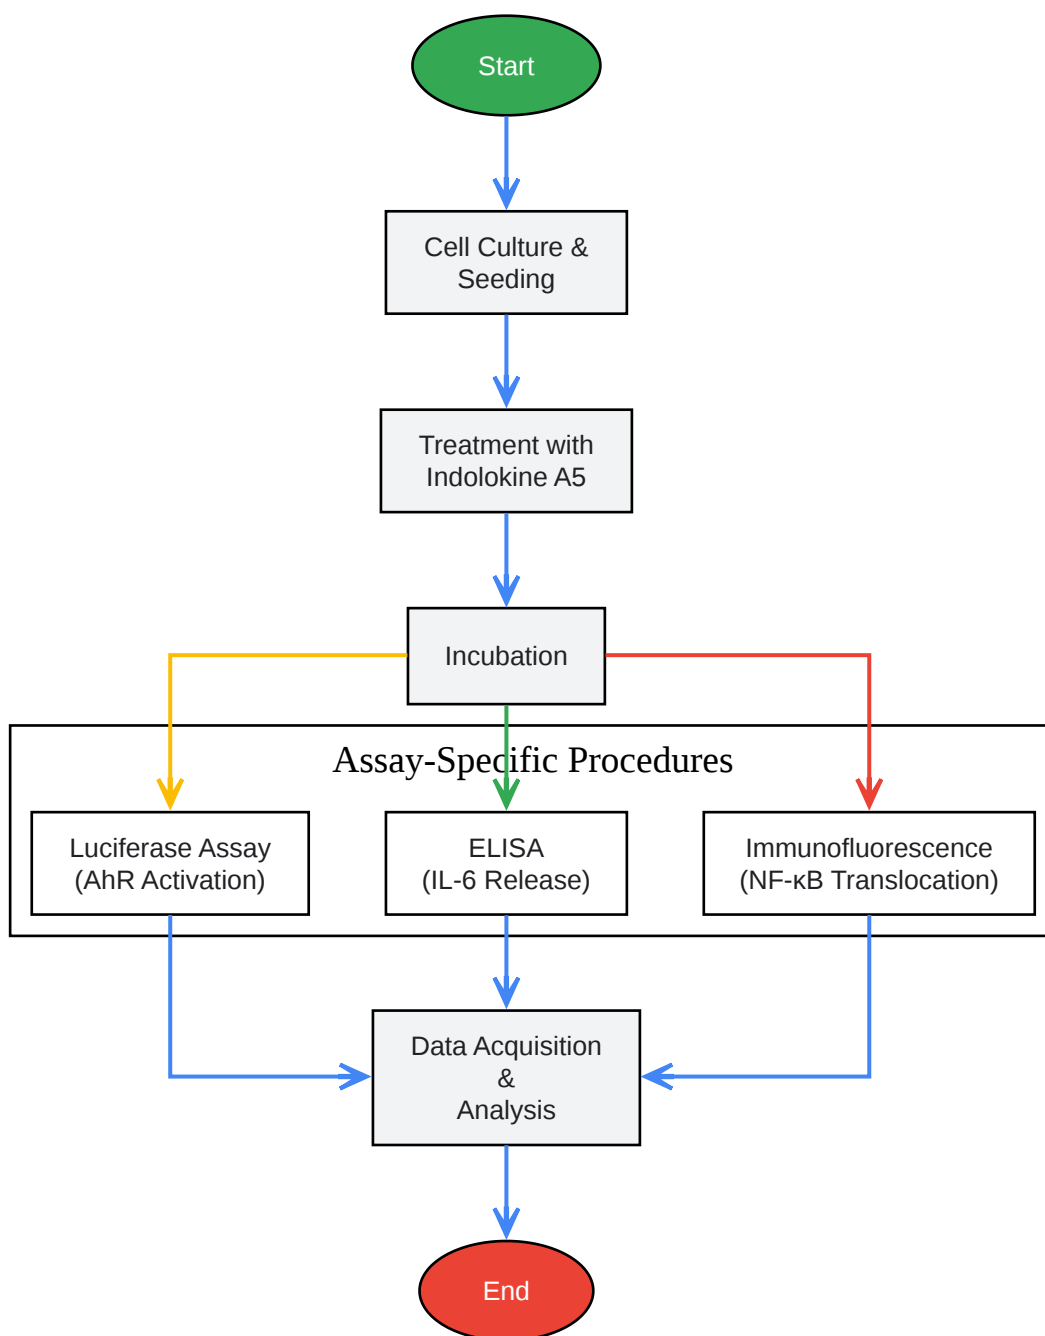 Start
Cell Culture &
Seeding
Treatment with
Indolokine A5
Incubation
Assay-Specific Procedures
Luciferase Assay
(AhR Activation)
ELISA
(IL-6 Release)
Immunofluorescence
(NF-κB Translocation)
Data Acquisition
&
Analysis
End